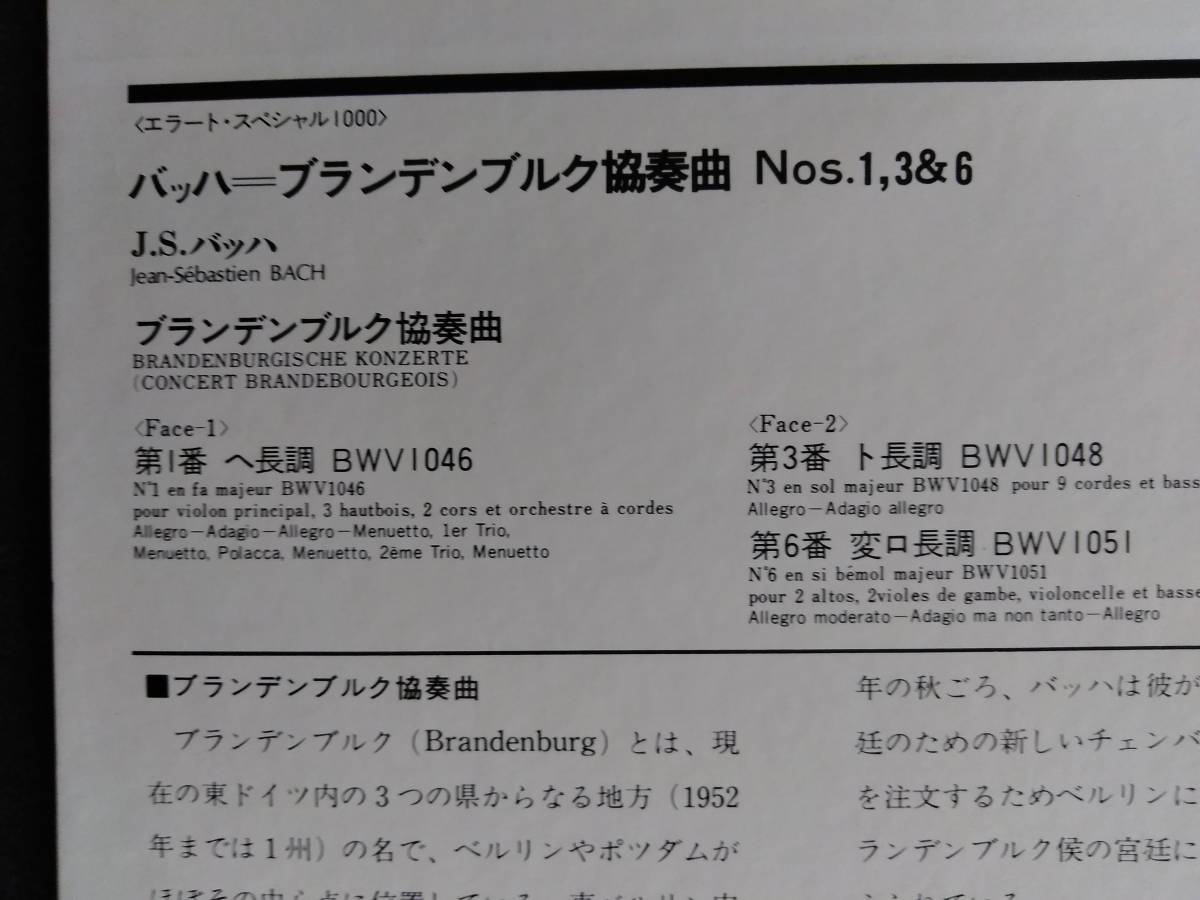 〈エラート・スペシャル1000〉
バッハ＝ブランデンブルク協奏曲 Nos.1,3&6
J.S.バッハ
Jean-Sébastien BACH
ブランデンブルク協奏曲
BRANDENBURGISCHE KONZERTE
(CONCERT BRANDEBOURGEOIS)
〈Face-1〉
第1番 ヘ長調 BWV1046
N°1 en fa majeur BWV1046
pour violon principal, 3 hautbois, 2 cors et orchestre à cordes
Allegro－Adagio－Allegro－Menuetto, 1er Trio,
Menuetto, Polacca, Menuetto, 2ème Trio, Menuetto
〈Face-2〉
第3番 ト長調 BWV1048
N°3 en sol majeur BWV1048 pour 9 cordes et bass
Allegro－Adagio allegro
第6番 変ロ長調 BWV1051
N°6 en si bémol majeur BWV1051
pour 2 altos, 2violes de gambe, violoncelle et basse
Allegro moderato－Adagio ma non tanto－Allegro
■ブランデンブルク協奏曲
ブランデンブルク（Brandenburg）とは、現
在の東ドイツ内の3つの県からなる地方（1952
年までは1州）の名で、ベルリンやポツダムが
年の秋ごろ、バッハは彼が
廷のための新しいチェンバ
を注文するためベルリンに
ランデンブルク侯の宮廷に